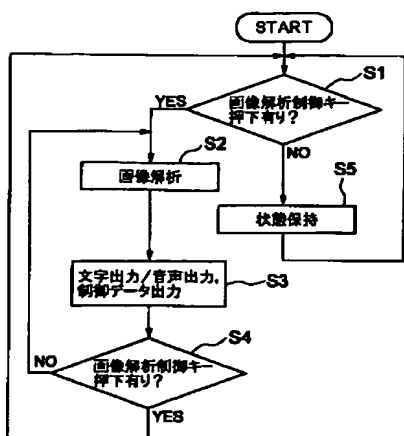 START
S1
画像解析制御キー
押下有り?
YES
NO
S2
画像解析
S5
状態保持
文字出力/音声出力,
制御データ出力
S3
S4
画像解析制御キー
押下有り?
NO
YES